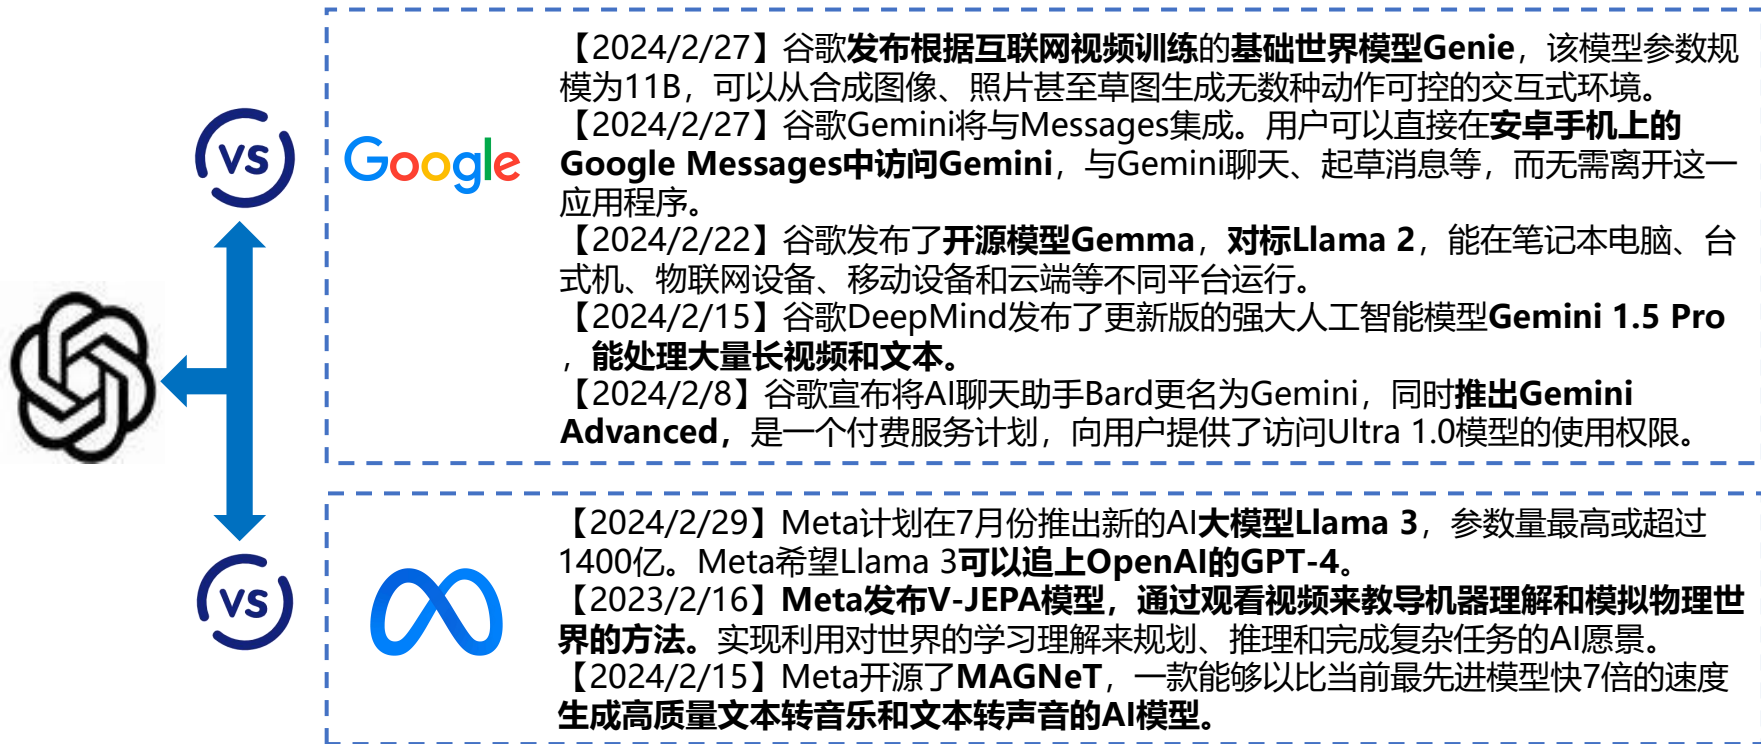 【2024/2/27】谷歌发布根据互联网视频训练的基础世界模型Genie，该模型参数规
模为11B，可以从合成图像、照片甚至草图生成无数种动作可控的交互式环境。
【2024/2/27】谷歌Gemini将与Messages集成。用户可以直接在安卓手机上的
Google Messages中访问Gemini，与Gemini聊天、起草消息等，而无需离开这一
应用程序。
【2024/2/22】谷歌发布了开源模型Gemma，对标Llama 2，能在笔记本电脑、台
式机、物联网设备、移动设备和云端等不同平台运行。
【2024/2/15】谷歌DeepMind发布了更新版的强大人工智能模型Gemini 1.5 Pro
，能处理大量长视频和文本。
【2024/2/8】谷歌宣布将AI聊天助手Bard更名为Gemini，同时推出Gemini
Advanced，是一个付费服务计划，向用户提供了访问Ultra 1.0模型的使用权限。
VS
Google
【2024/2/29】Meta计划在7月份推出新的AI大模型Llama 3，参数量最高或超过
1400亿。Meta希望Llama 3可以追上OpenAI的GPT-4。
【2023/2/16】Meta发布V-JEPA模型，通过观看视频来教导机器理解和模拟物理世
界的方法。实现利用对世界的学习理解来规划、推理和完成复杂任务的AI愿景。
【2024/2/15】Meta开源了MAGNeT，一款能够以比当前最先进模型快7倍的速度
生成高质量文本转音乐和文本转声音的AI模型。
VS